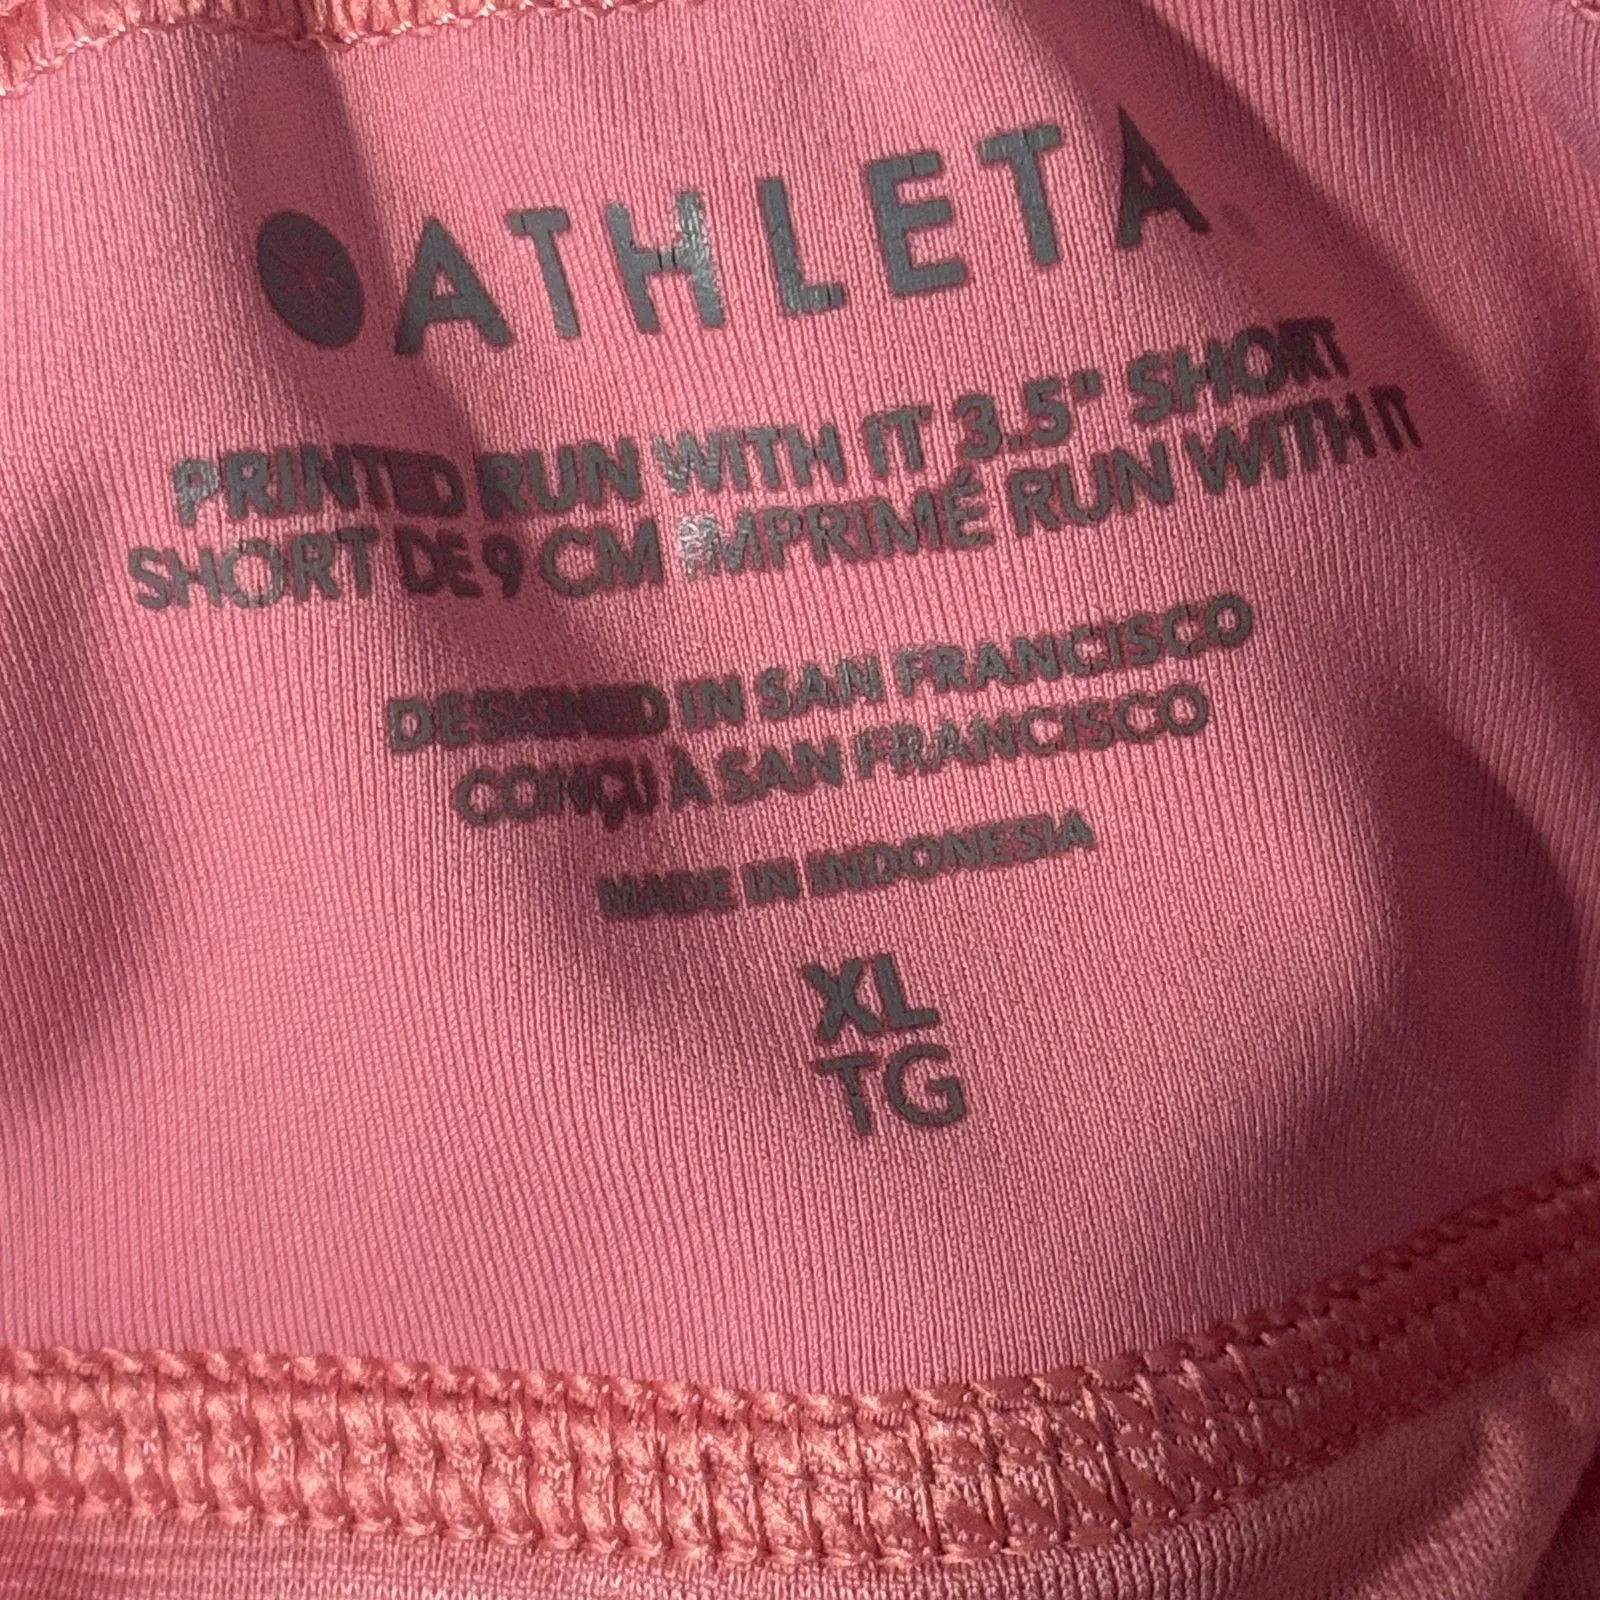 ATHLETA
PRINTED RUN WITH IT 3.5" SHORT
SHORT DE 9 CM IMPRIMÉ RUN WITH IT
DESIGNED IN SAN FRANCISCO
CONÇU À SAN FRANCISCO
MADE IN INDONESIA
XL
TG